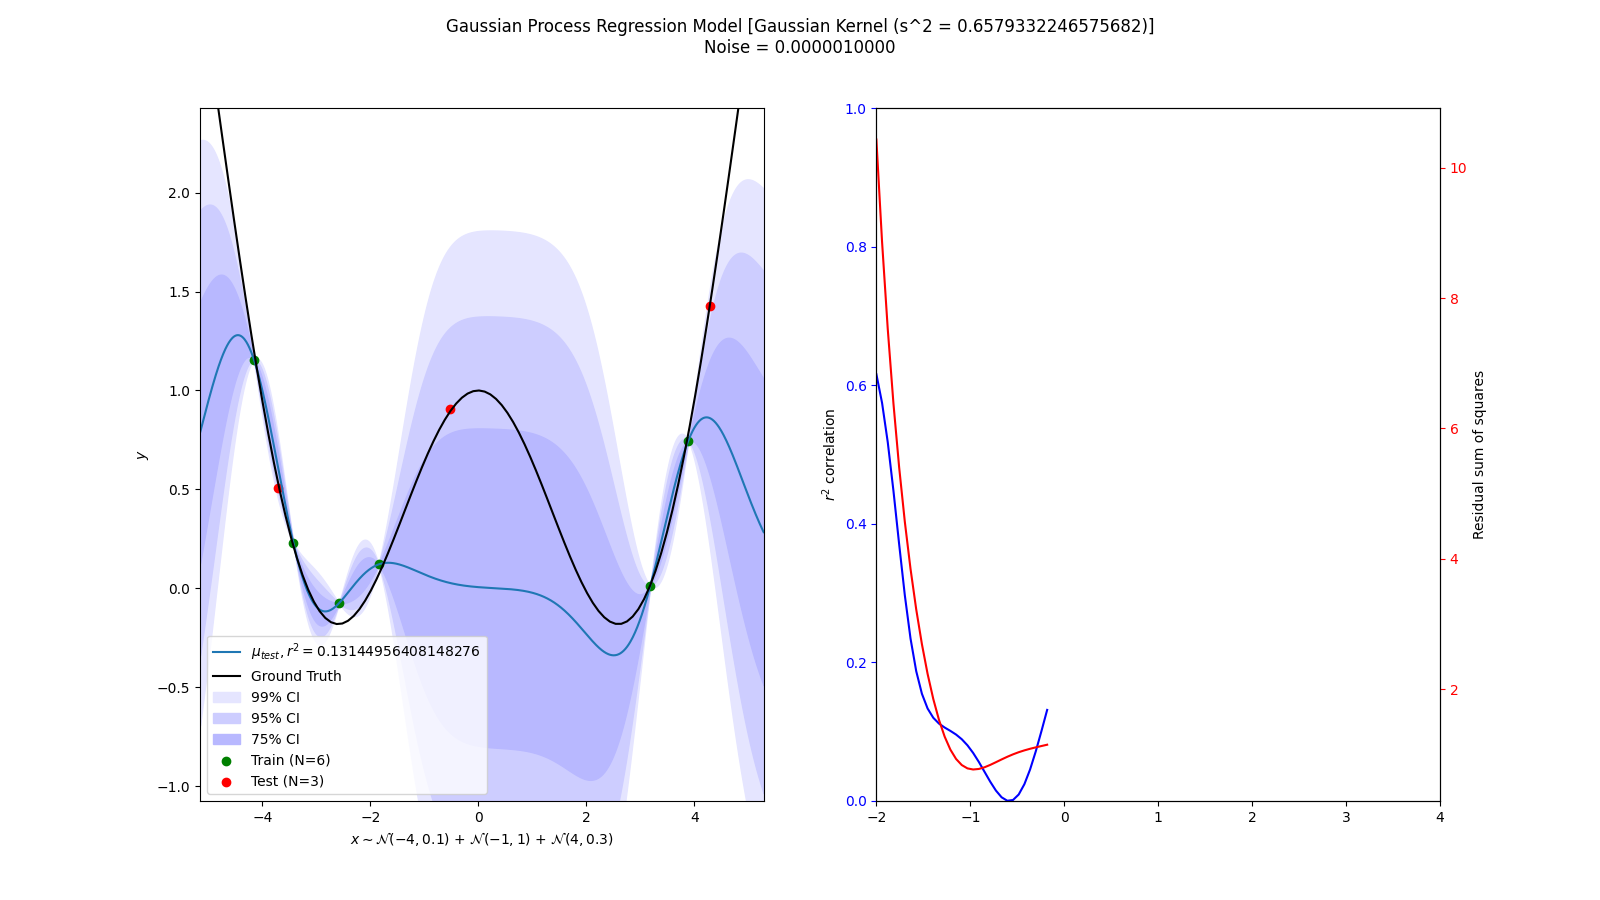 Gaussian Process Regression Model [Gaussian Kernel (s^2 = 0.6579332246575682)]
Noise = 0.0000010000
y
2.0
1.5
1.0
0.5
0.0
−0.5
−1.0
−4
−2
0
2
4
x ~ 𝒩(−4, 0.1) + 𝒩(−1, 1) + 𝒩(4, 0.3)
μtest, r² = 0.13144956408148276
Ground Truth
99% CI
95% CI
75% CI
Train (N=6)
Test (N=3)
r² correlation
1.0
0.8
0.6
0.4
0.2
0.0
−2
−1
0
1
2
3
4
10
8
6
4
2
Residual sum of squares